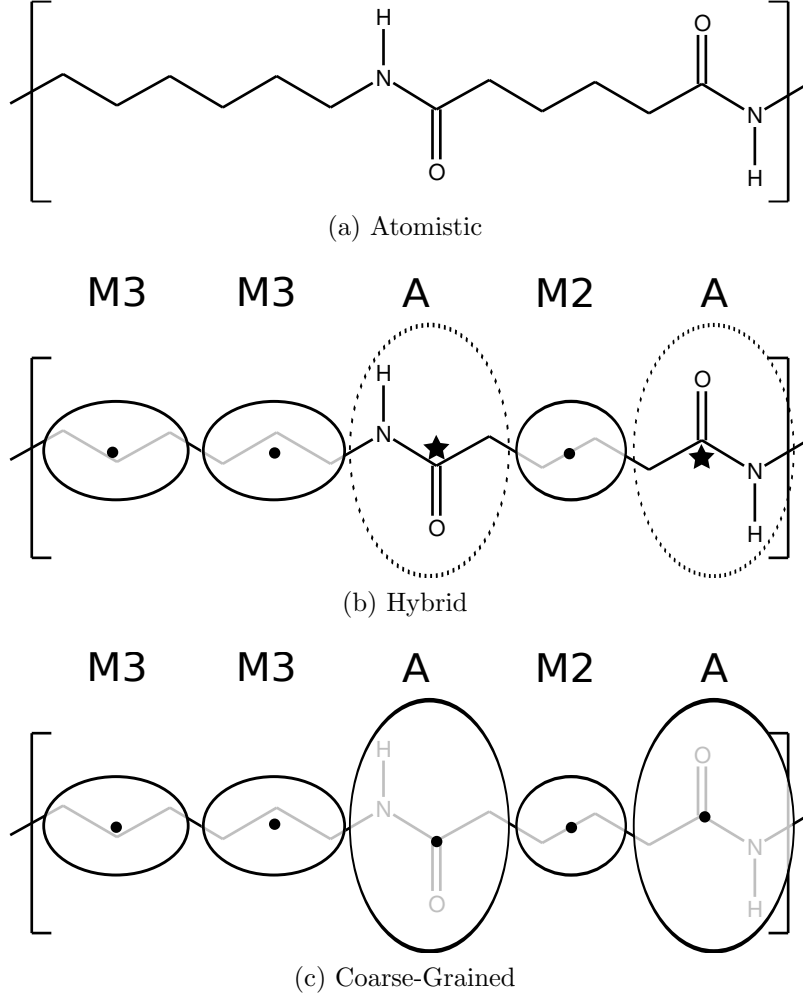 H
O
N
N
O
H
(a) Atomistic
M3 M3 A M2 A
H
O
N
N
O
H
(b) Hybrid
M3 M3 A M2 A
H
O
N
N
O
H
(c) Coarse-Grained